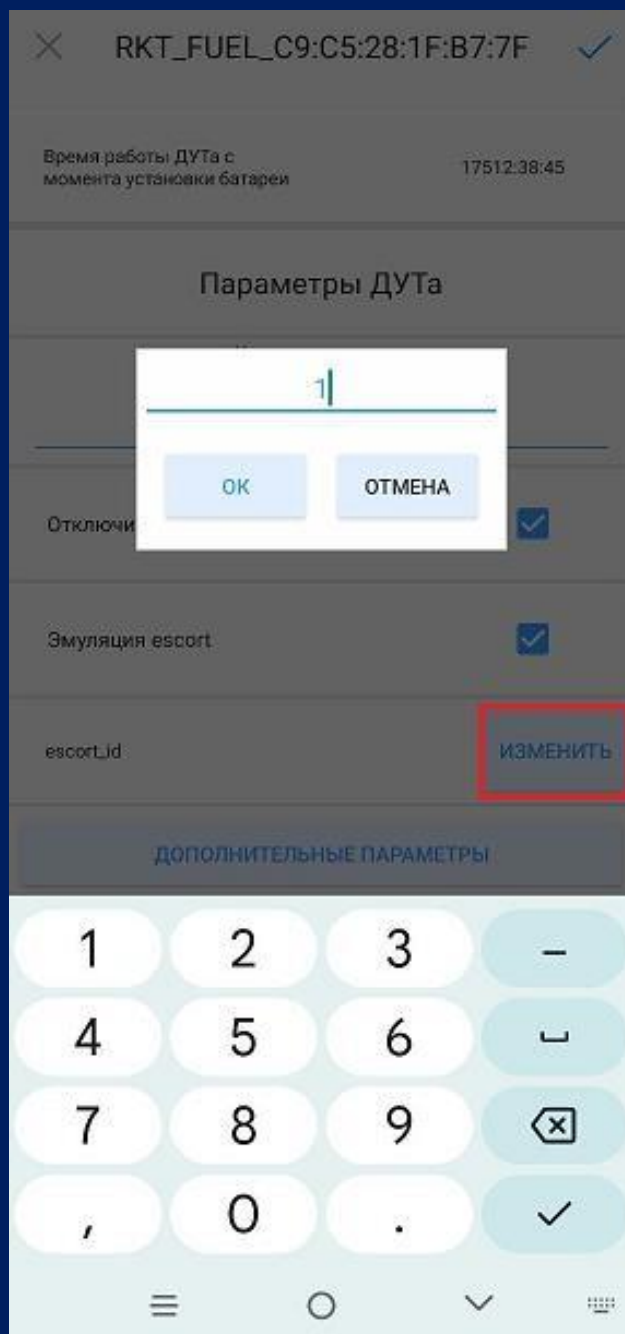 RKT_FUEL_C9:C5:28:1F:B7:7F
Время работы ДУТа с
момента установки батареи
17512:38:45
Параметры ДУТа
1
ОК
ОТМЕНА
Эмуляция escort
escort_id
ИЗМЕНИТЬ
ДОПОЛНИТЕЛЬНЫЕ ПАРАМЕТРЫ
1 2 3 –
4 5 6
7 8 9
, 0 .